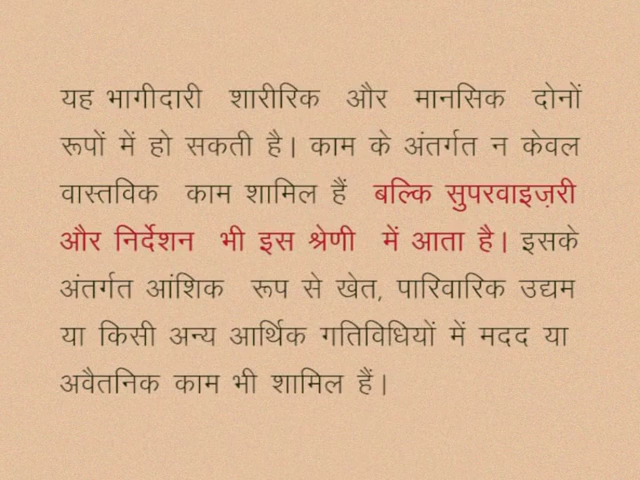 यह भागीदारी शारीरिक और मानसिक दोनों
रूपों में हो सकती है। काम के अंतर्गत न केवल
वास्तविक काम शामिल हैं बल्कि सुपरवाइज़री
और निर्देशन भी इस श्रेणी में आता है। इसके
अंतर्गत आंशिक रूप से खेत, पारिवारिक उद्यम
या किसी अन्य आर्थिक गतिविधियों में मदद या
अवैतनिक काम भी शामिल हैं।